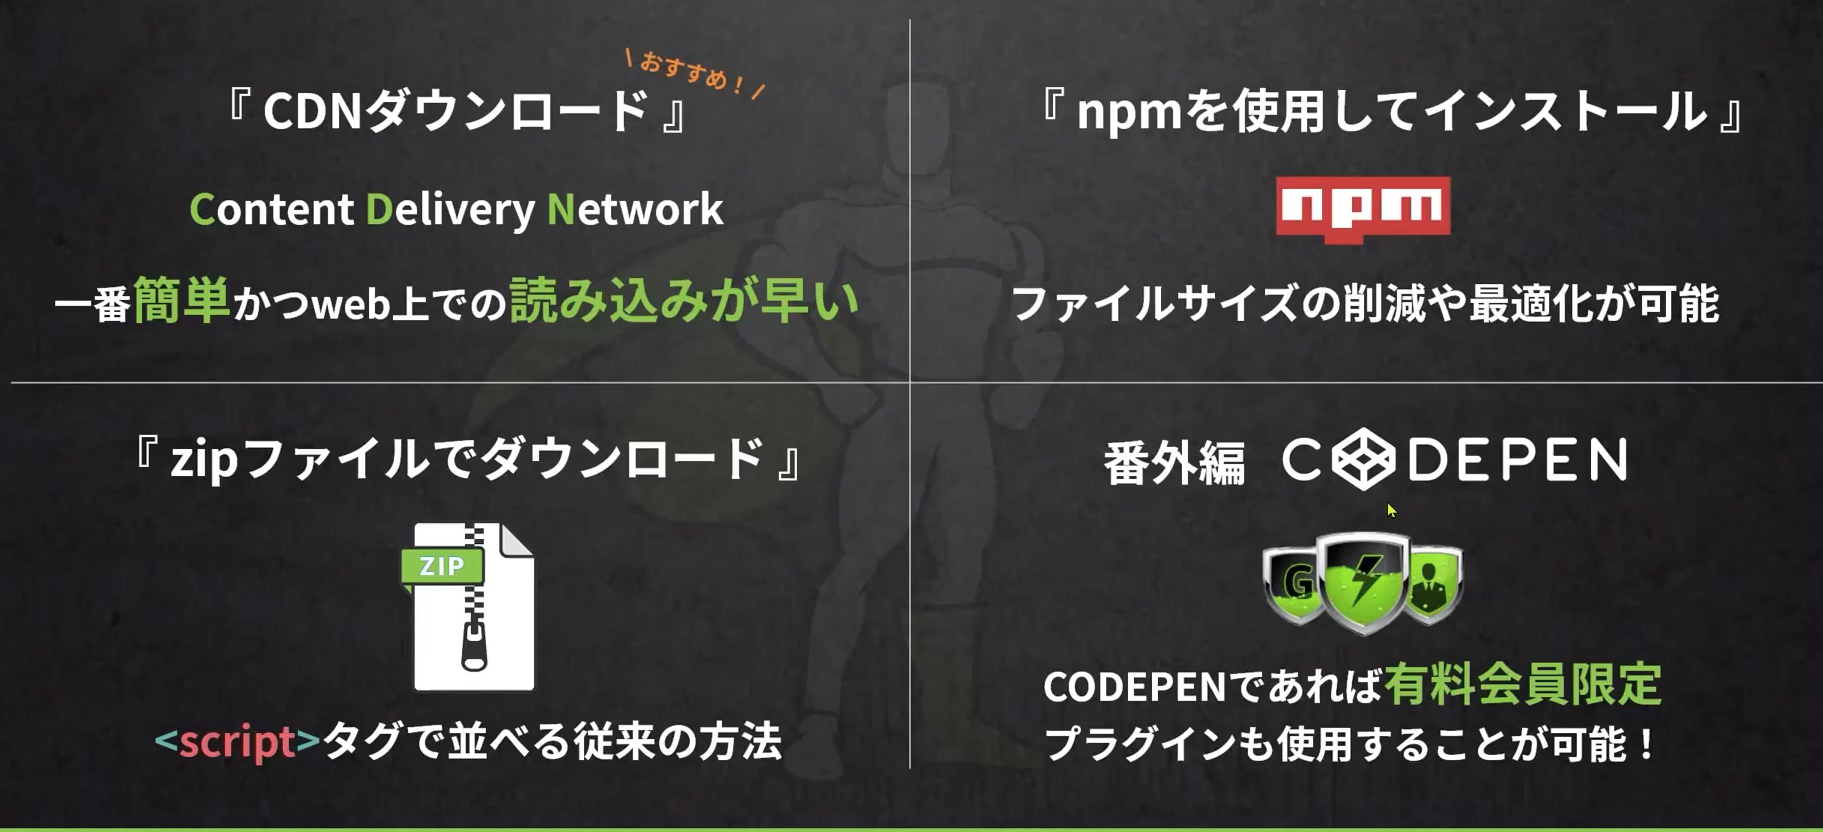 \ おすすめ！/
『 CDNダウンロード 』
Content Delivery Network
一番簡単かつweb上での読み込みが早い
『 npmを使用してインストール 』
npm
ファイルサイズの削減や最適化が可能
『 zipファイルでダウンロード 』
ZIP
<script>タグで並べる従来の方法
番外編 CODEPEN
G
CODEPENであれば有料会員限定
プラグインも使用することが可能！